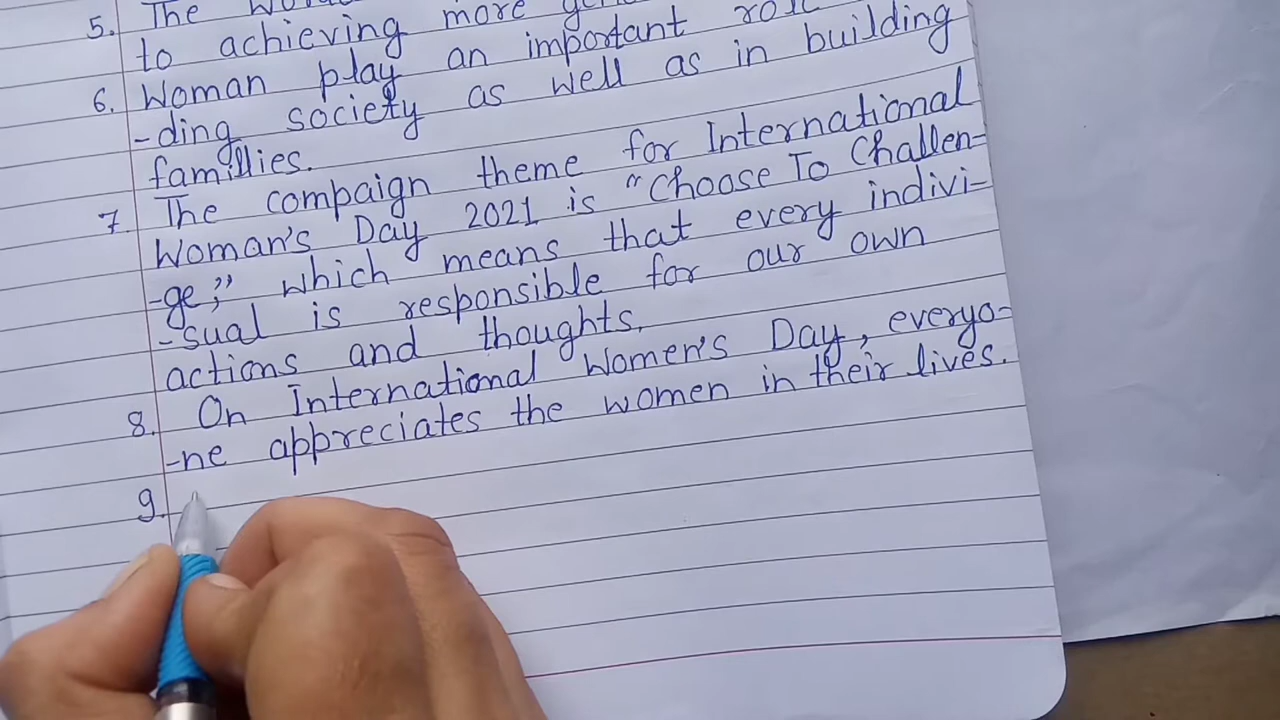 5. The
to achieving more
6. Woman play an important role
-ding society as well as in building
famillies.
7. The compaign theme for International
Woman's Day 2021 is "Choose To Challen-
-ge," which means that every indivi-
-sual is responsible for our own
actions and thoughts.
8. On International Women's Day, everyo-
-ne appreciates the women in their lives.
9.